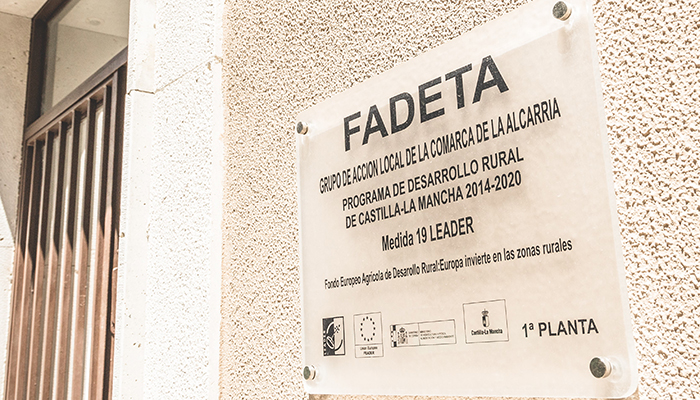 FADETA
GRUPO DE ACCION LOCAL DE LA COMARCA DE LA ALCARRIA
PROGRAMA DE DESARROLLO RURAL
DE CASTILLA-LA MANCHA 2014-2020
Medida 19 LEADER
Fondo Europeo Agrícola de Desarollo Rural:Europa invierte en las zonas rurales
Castilla-La Mancha
1ª PLANTA